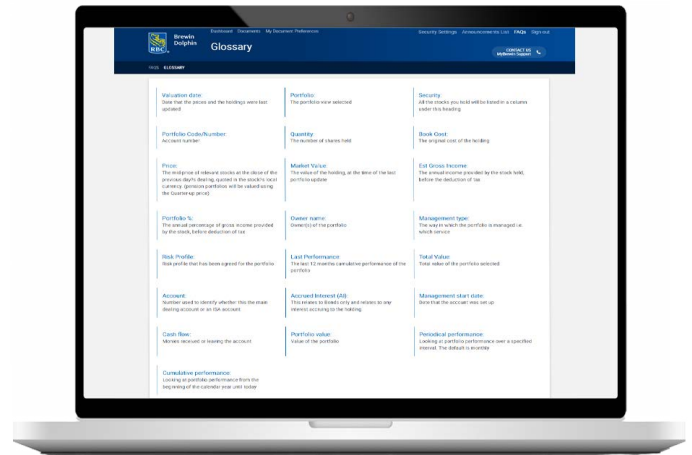 RBC
Brewin
Dolphin
Dashboard Documents My Document Preferences
Security Settings Announcements List FAQs Sign out
Glossary
CONTACT US
MyBrewin Support
FAQS GLOSSARY
Valuation date:
Date that the prices and the holdings were last
updated
Portfolio:
The portfolio view selected
Security:
All the stocks you hold will be listed in a column
under this heading
Portfolio Code/Number:
Account number
Quantity:
The number of shares held
Book Cost:
The original cost of the holding
Price:
The mid price of relevant stocks at the close of the
previous day's dealing, quoted in the stock's local
currency. (pension portfolios will be valued using
the Quarter-up price)
Market Value:
The value of the holding, at the time of the last
portfolio update
Est Gross Income:
The annual income provided by the stock held,
before the deduction of tax
Portfolio %:
The annual percentage of gross income provided
by the stock, before deduction of tax
Owner name:
Owner(s) of the portfolio
Management type:
The way in which the portfolio is managed i.e
which service
Risk Profile:
Risk profile that has been agreed for the portfolio
Last Performance:
The last 12 months cumulative performance of the
portfolio
Total Value:
Total value of the portfolio selected
Account:
Number used to identify whether this the main
dealing account or an ISA account
Accrued Interest (AI):
This relates to Bonds only and relates to any
interest accruing to the holding
Management start date:
Date that the account was set up
Cash flow:
Monies received or leaving the account
Portfolio value:
Value of the portfolio
Periodical performance:
Looking at portfolio performance over a specified
interval. The default is monthly
Cumulative performance:
Looking at portfolio performance from the
beginning of the calendar year until today